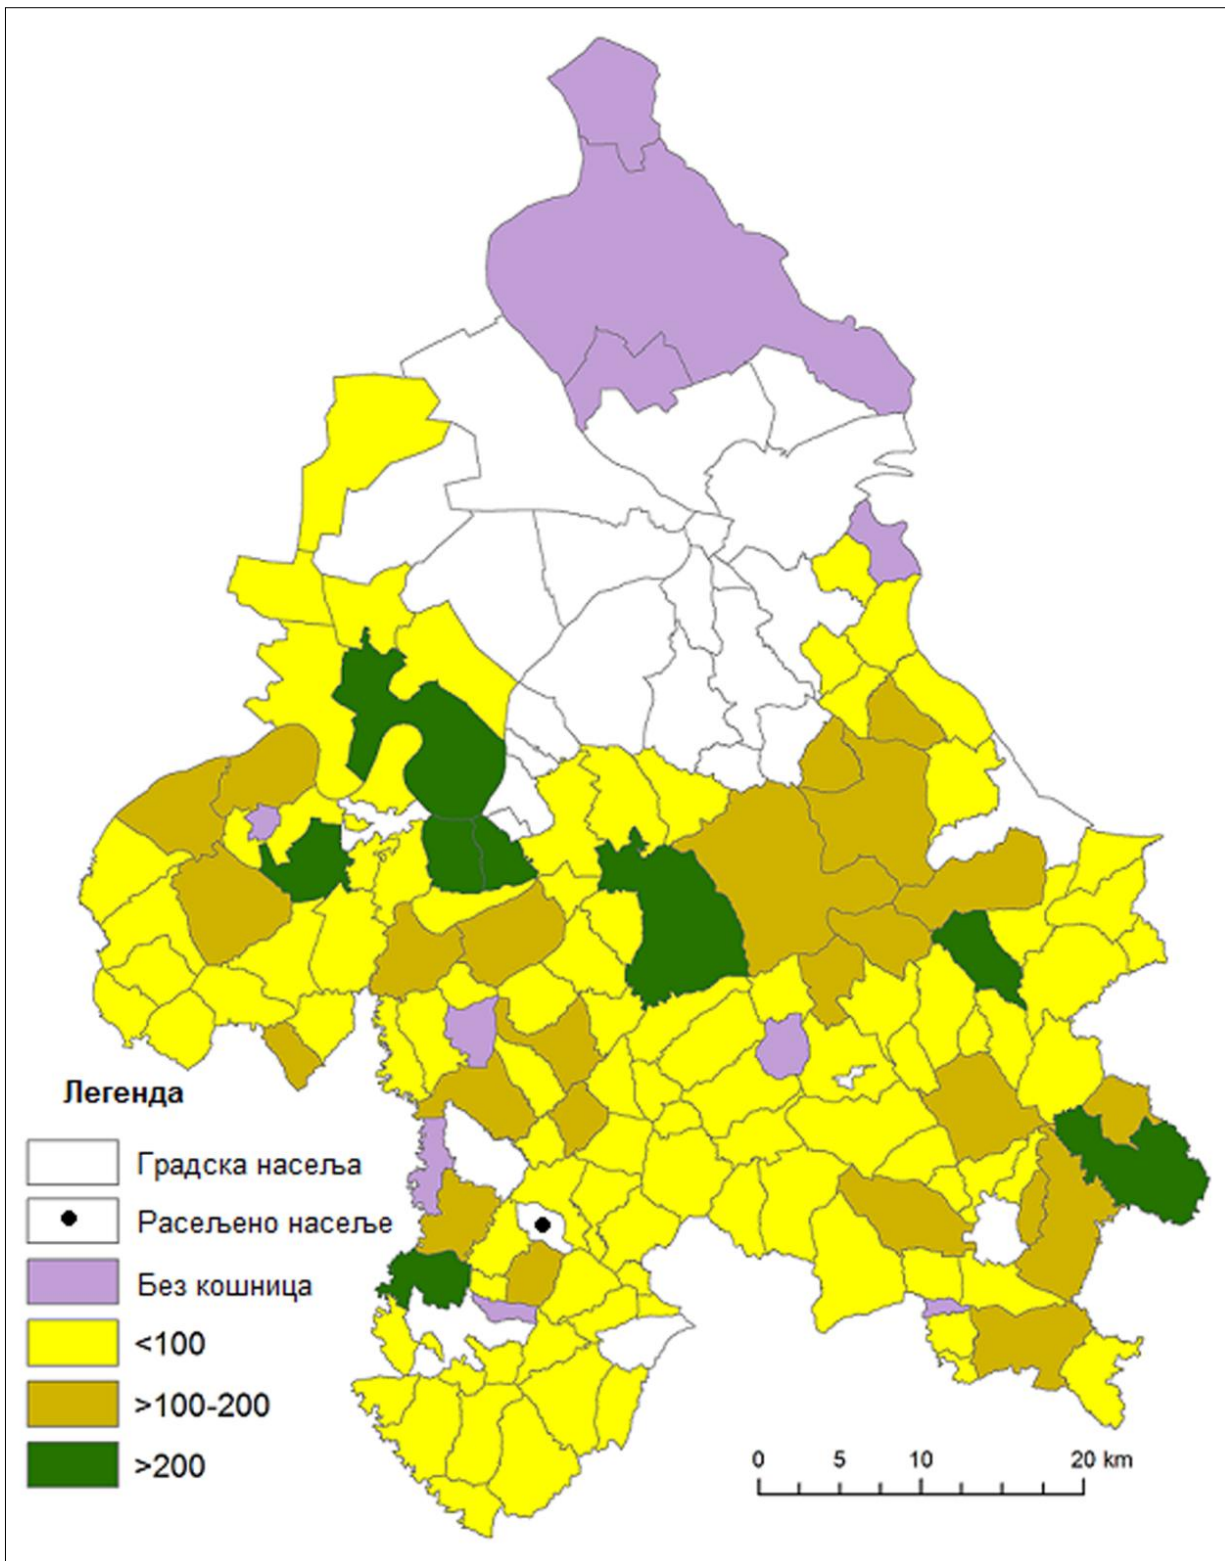 Легенда
Градска насеља
Расељено насеље
Без кошница
<100
>100-200
>200
0 5 10 20 km